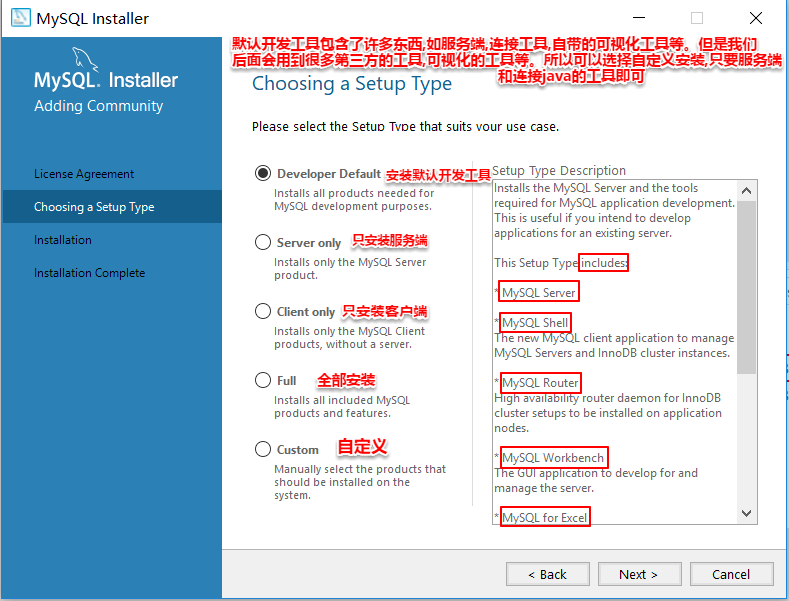 MySQL Installer
默认开发工具包含了许多东西,如服务端,连接工具,自带的可视化工具等。但是我们
后面会用到很多第三方的工具,可视化的工具等。所以可以选择自定义安装,只要服务端
和连接java的工具即可
MySQL. Installer
Adding Community
License Agreement
Choosing a Setup Type
Installation
Installation Complete
Choosing a Setup Type
Please select the Setup Type that suits your use case.
Developer Default 安装默认开发工具
Installs all products needed for
MySQL development purposes.
Server only 只安装服务端
Installs only the MySQL Server
product.
Client only 只安装客户端
Installs only the MySQL Client
products, without a server.
Full 全部安装
Installs all included MySQL
products and features.
Custom 自定义
Manually select the products that
should be installed on the
system.
Setup Type Description
Installs the MySQL Server and the tools
required for MySQL application development.
This is useful if you intend to develop
applications for an existing server.
This Setup Type includes:
* MySQL Server
* MySQL Shell
The new MySQL client application to manage
MySQL Servers and InnoDB cluster instances.
* MySQL Router
High availability router daemon for InnoDB
cluster setups to be installed on application
nodes.
* MySQL Workbench
The GUI application to develop for and
manage the server.
* MySQL for Excel
< Back
Next >
Cancel